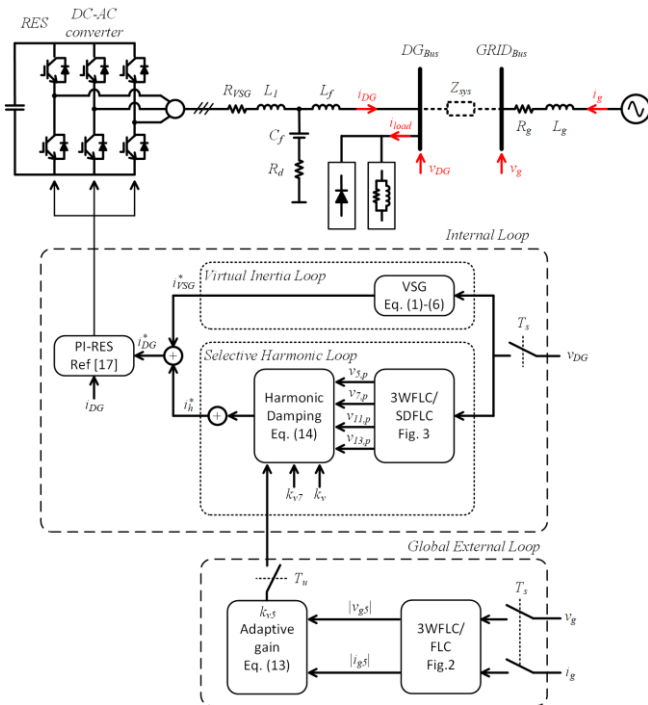 RES
DC-AC
converter
R_VSG
L_1
L_f
i_DG
DG_Bus
Z_sys
GRID_Bus
i_g
R_g
L_g
C_f
R_d
i_load
v_DG
v_g
Internal Loop
Virtual Inertia Loop
i*_VSG
VSG
Eq. (1)-(6)
T_s
v_DG
PI-RES
Ref [17]
i*_DG
i_DG
Selective Harmonic Loop
i*_h
Harmonic
Damping
Eq. (14)
v_5,p
v_7,p
v_11,p
v_13,p
3WFLC/
SDFLC
Fig. 3
k_v7
k_v
Global External Loop
T_u
k_v5
Adaptive
gain
Eq. (13)
|v_g5|
|i_g5|
3WFLC/
FLC
Fig.2
T_s
v_g
i_g